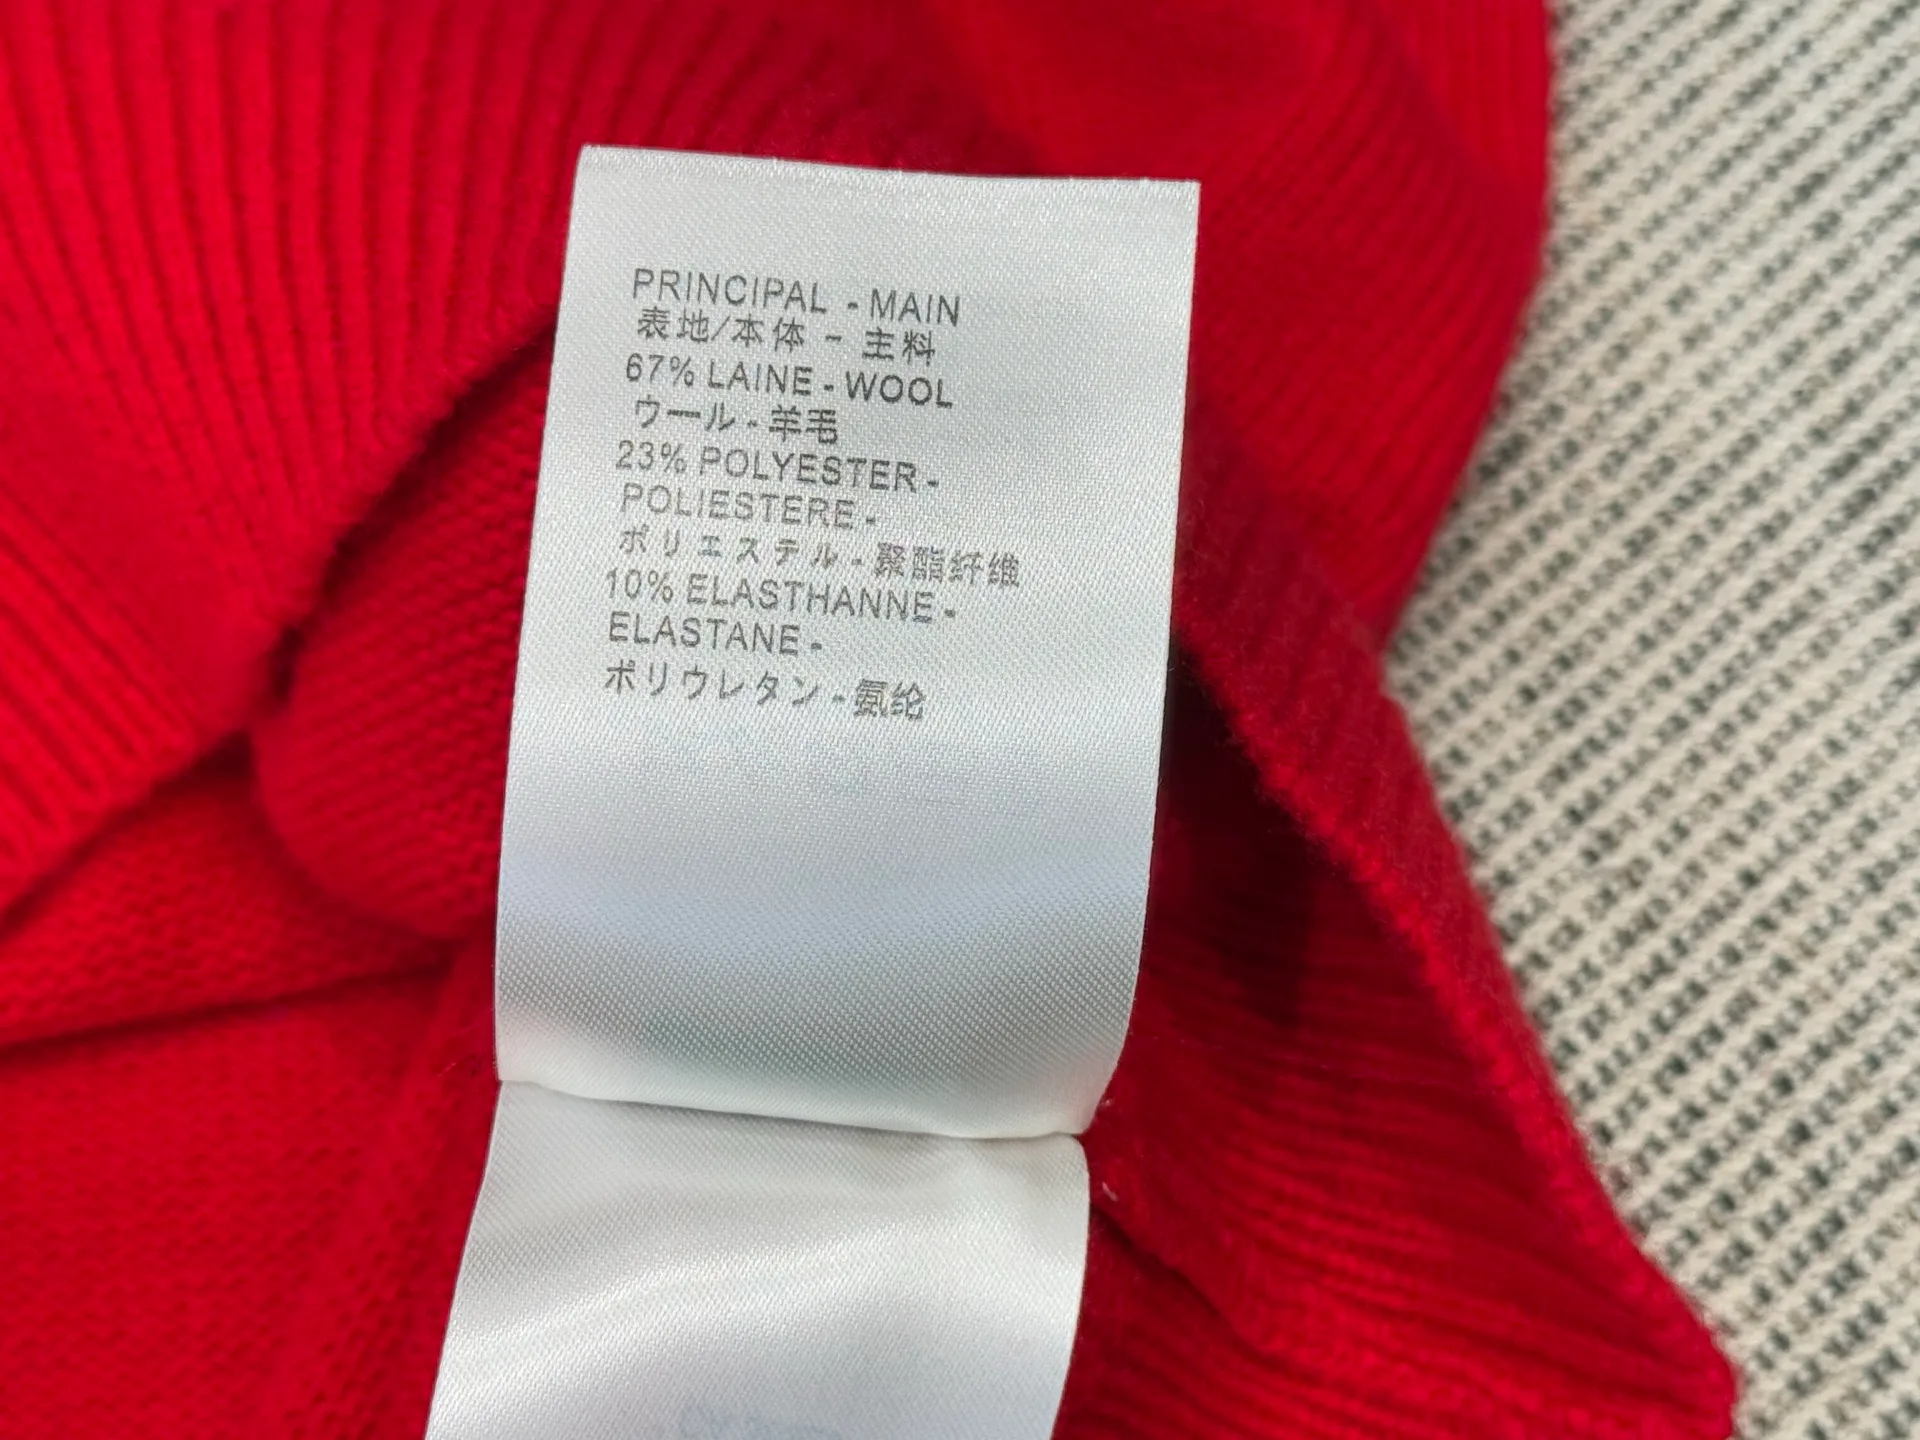 PRINCIPAL - MAIN
表地/本体 - 主料
67% LAINE - WOOL
ウール - 羊毛
23% POLYESTER -
POLIESTERE -
ポリエステル - 聚酯纤维
10% ELASTHANNE -
ELASTANE -
ポリウレタン - 氨纶